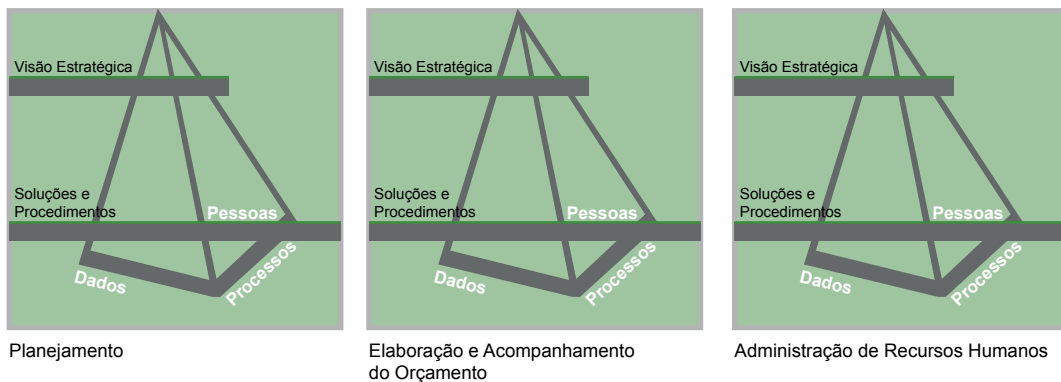 Visão Estratégica
Soluções e
Procedimentos
Pessoas
Dados
Processos
Planejamento
Visão Estratégica
Soluções e
Procedimentos
Pessoas
Dados
Processos
Elaboração e Acompanhamento
do Orçamento
Visão Estratégica
Soluções e
Procedimentos
Pessoas
Dados
Processos
Administração de Recursos Humanos